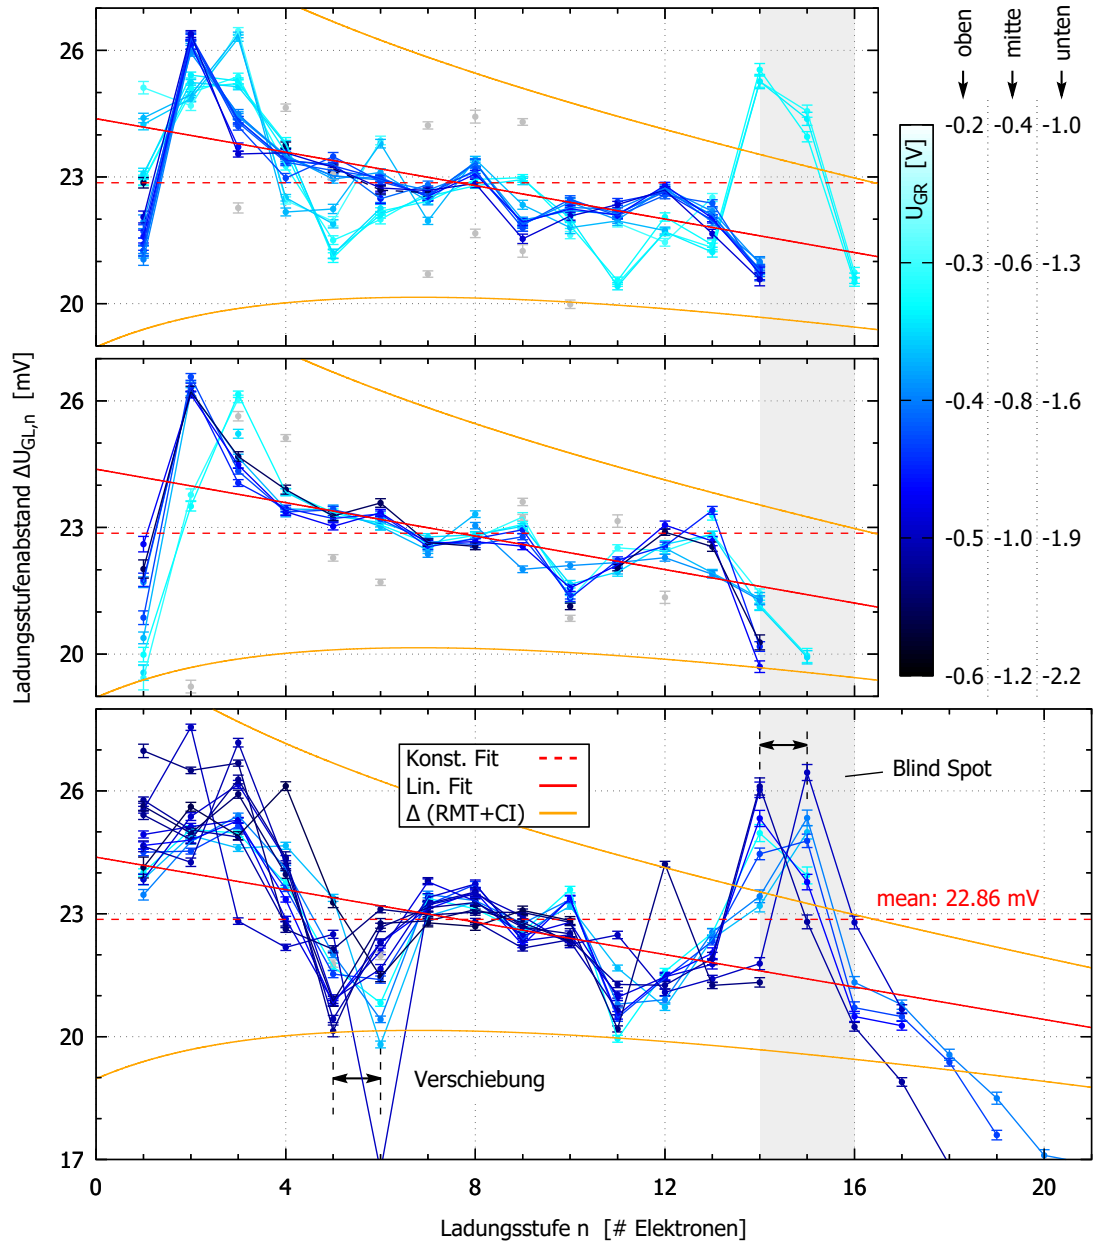 oben
mitte
unten
26
23
20
26
23
20
26
23
20
17
Ladungsstufenabstand ΔU_GL,n [mV]
U_GR [V]
-0.2 -0.4 -1.0
-0.3 -0.6 -1.3
-0.4 -0.8 -1.6
-0.5 -1.0 -1.9
-0.6 -1.2 -2.2
Konst. Fit
Lin. Fit
Δ (RMT+CI)
Blind Spot
mean: 22.86 mV
Verschiebung
0 4 8 12 16 20
Ladungsstufe n [# Elektronen]